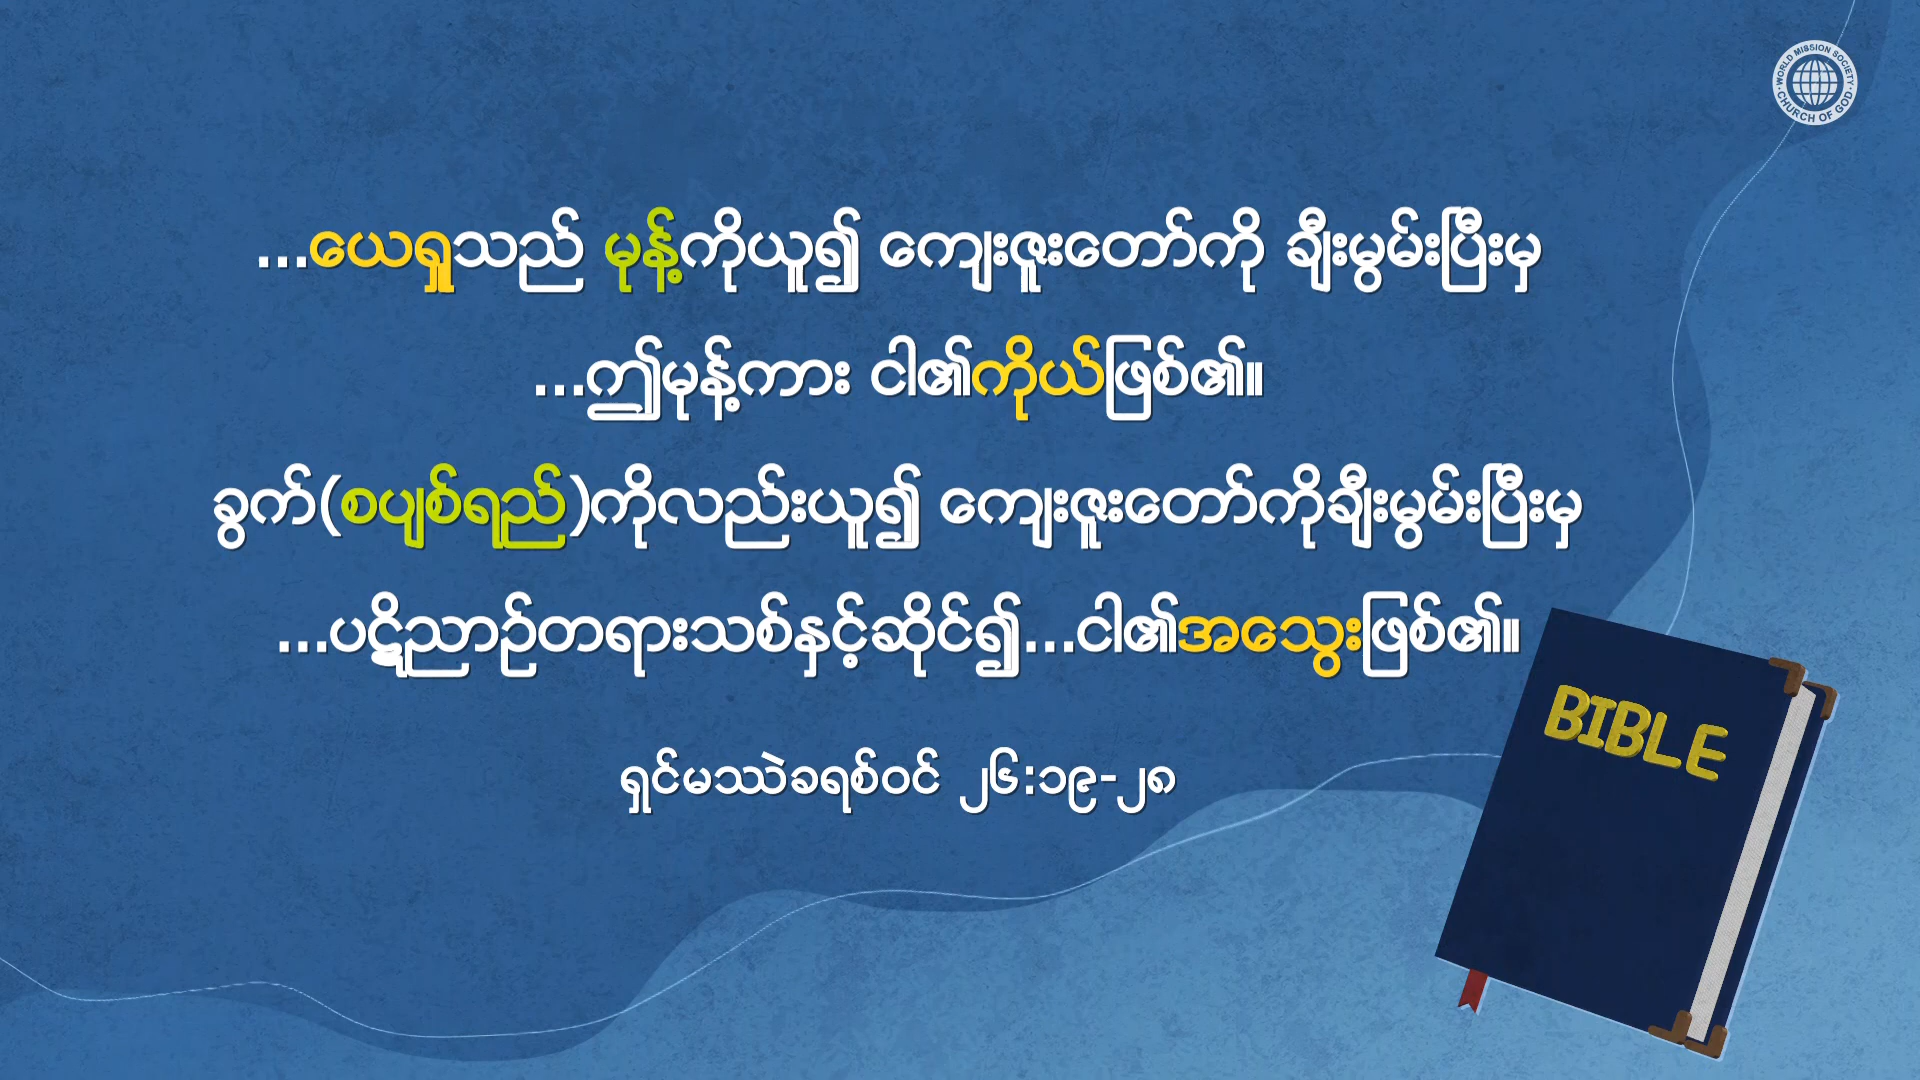 WORLD MISSION SOCIETY
CHURCH OF GOD
...ယေရှုသည် မုန့်ကိုယူ၍ ကျေးဇူးတော်ကို ချီးမွမ်းပြီးမှ
...ဤမုန့်ကား ငါ၏ကိုယ်ဖြစ်၏။
ခွက်(စပျစ်ရည်)ကိုလည်းယူ၍ ကျေးဇူးတော်ကိုချီးမွမ်းပြီးမှ
...ပဋိညာဉ်တရားသစ်နှင့်ဆိုင်၍...ငါ၏အသွေးဖြစ်၏။
ရှင်မဿဲခရစ်ဝင် ၂၆:၁၉-၂၈
BIBLE